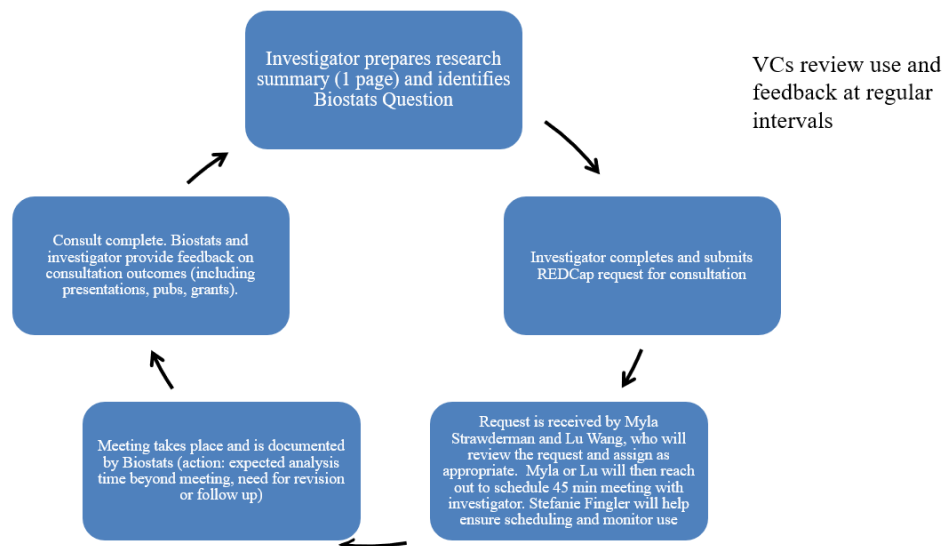 Investigator prepares research
summary (1 page) and identifies
Biostats Question
VCs review use and
feedback at regular
intervals
Investigator completes and submits
REDCap request for consultation
Request is received by Myla
Strawderman and Lu Wang, who will
review the request and assign as
appropriate.  Myla or Lu will then reach
out to schedule 45 min meeting with
investigator. Stefanie Fingler will help
ensure scheduling and monitor use
Meeting takes place and is documented
by Biostats (action: expected analysis
time beyond meeting, need for revision
or follow up)
Consult complete. Biostats and
investigator provide feedback on
consultation outcomes (including
presentations, pubs, grants).